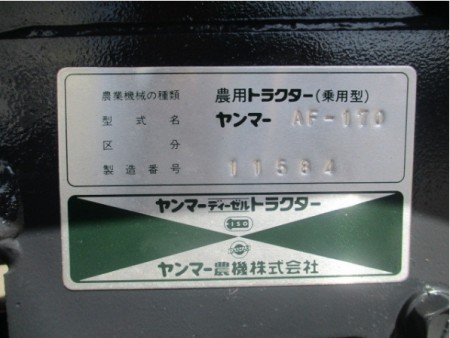 農業機械の種類 農用トラクター(乗用型)
型式名 ヤンマー AF-170
区分
製造番号 11584
ヤンマーディーゼルトラクター
ヤンマー農機株式会社